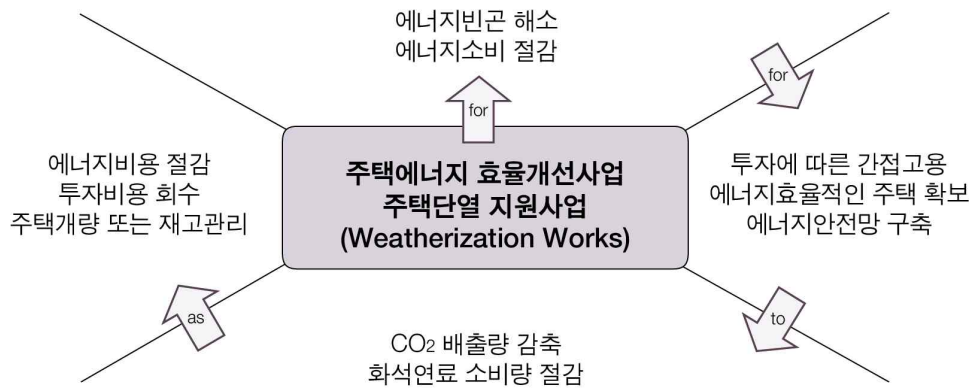 에너지빈곤 해소
에너지소비 절감
for
for
에너지비용 절감
투자비용 회수
주택개량 또는 재고관리
주택에너지 효율개선사업
주택단열 지원사업
(Weatherization Works)
투자에 따른 간접고용
에너지효율적인 주택 확보
에너지안전망 구축
as
to
CO₂ 배출량 감축
화석연료 소비량 절감